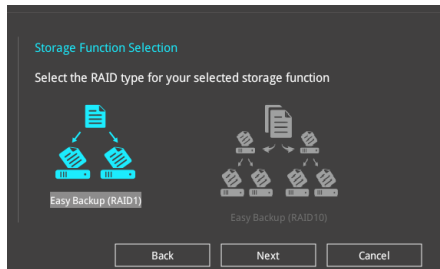 Storage Function Selection
Select the RAID type for your selected storage function
Easy Backup (RAID1)
Easy Backup (RAID10)
Back
Next
Cancel